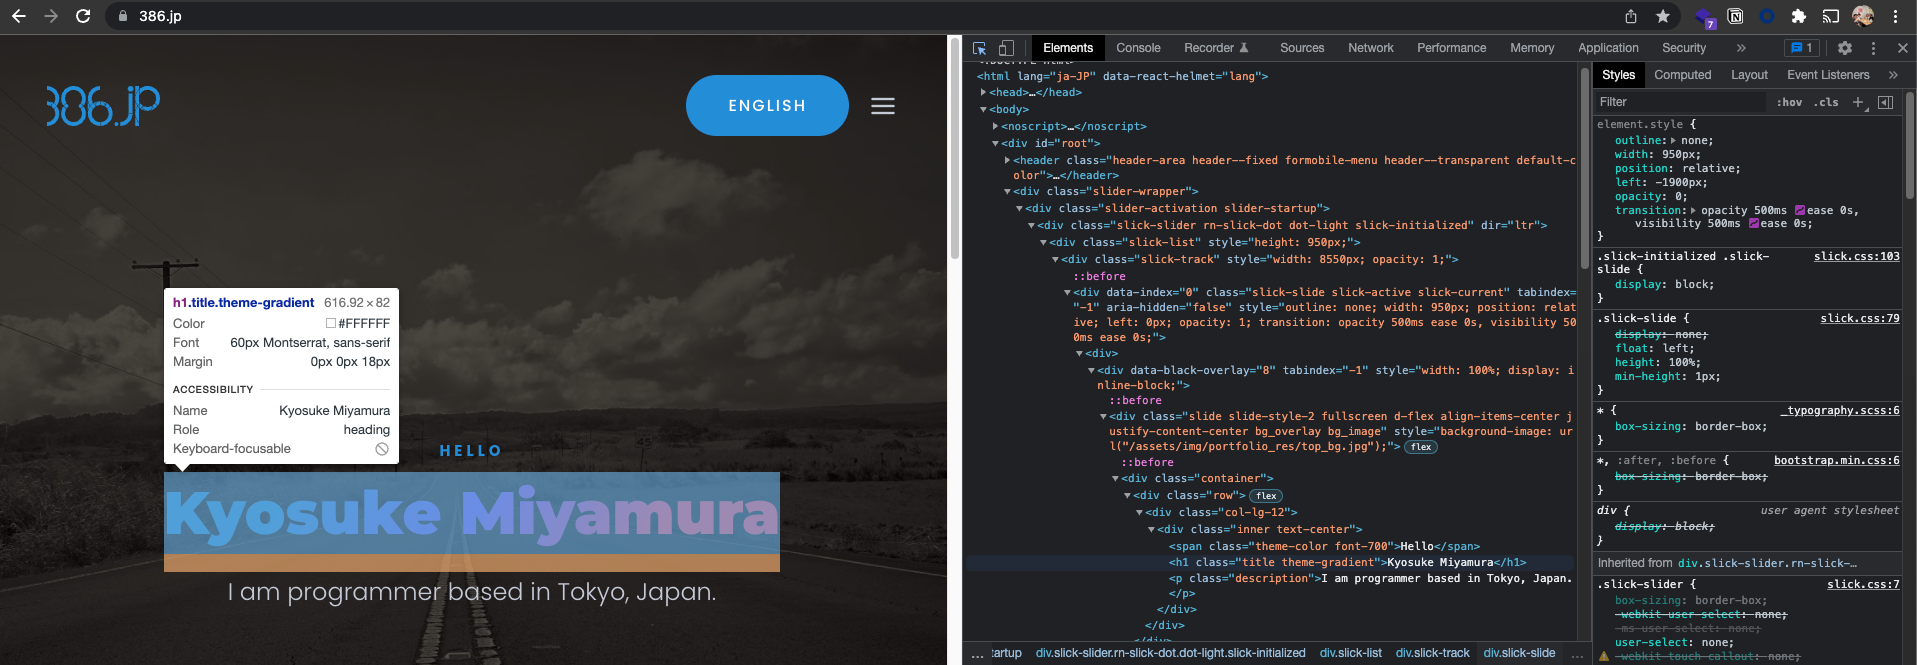 386.jp
7
386.JP
ENGLISH
h1.title.theme-gradient 616.92 × 82
Color #FFFFFF
Font 60px Montserrat, sans-serif
Margin 0px 0px 18px
ACCESSIBILITY
Name Kyosuke Miyamura
Role heading
Keyboard-focusable
HELLO
Kyosuke Miyamura
I am programmer based in Tokyo, Japan.
Elements Console Recorder Sources Network Performance Memory Application Security » 1
<html lang="ja-JP" data-react-helmet="lang">
<head>…</head>
<body>
<noscript>…</noscript>
<div id="root">
<header class="header-area header--fixed formobile-menu header--transparent default-c
olor">…</header>
<div class="slider-wrapper">
<div class="slider-activation slider-startup">
<div class="slick-slider rn-slick-dot dot-light slick-initialized" dir="ltr">
<div class="slick-list" style="height: 950px;">
<div class="slick-track" style="width: 8550px; opacity: 1;">
::before
<div data-index="0" class="slick-slide slick-active slick-current" tabindex=
"-1" aria-hidden="false" style="outline: none; width: 950px; position: relat
ive; left: 0px; opacity: 1; transition: opacity 500ms ease 0s, visibility 50
0ms ease 0s;">
<div>
<div data-black-overlay="8" tabindex="-1" style="width: 100%; display: i
nline-block;">
::before
<div class="slide slide-style-2 fullscreen d-flex align-items-center j
ustify-content-center bg_overlay bg_image" style="background-image: ur
l("/assets/img/portfolio_res/top_bg.jpg");"> flex
::before
<div class="container">
<div class="row"> flex
<div class="col-lg-12">
<div class="inner text-center">
<span class="theme-color font-700">Hello</span>
<h1 class="title theme-gradient">Kyosuke Miyamura</h1>
<p class="description">I am programmer based in Tokyo, Japan.
</p>
</div>
</div>
… tartup div.slick-slider.rn-slick-dot.dot-light.slick-initialized div.slick-list div.slick-track div.slick-slide …
Styles Computed Layout Event Listeners »
Filter :hov .cls +
element.style {
outline: none;
width: 950px;
position: relative;
left: -1900px;
opacity: 0;
transition: opacity 500ms ease 0s,
visibility 500ms ease 0s;
}
.slick-initialized .slick- slick.css:103
slide {
display: block;
}
.slick-slide { slick.css:79
display: none;
float: left;
height: 100%;
min-height: 1px;
}
* { _typography.scss:6
box-sizing: border-box;
}
*, :after, :before { bootstrap.min.css:6
box-sizing: border-box;
}
div { user agent stylesheet
display: block;
}
Inherited from div.slick-slider.rn-slick-…
.slick-slider { slick.css:7
box-sizing: border-box;
-webkit-user-select: none;
-ms-user-select: none;
user-select: none;
-webkit-touch-callout: none;